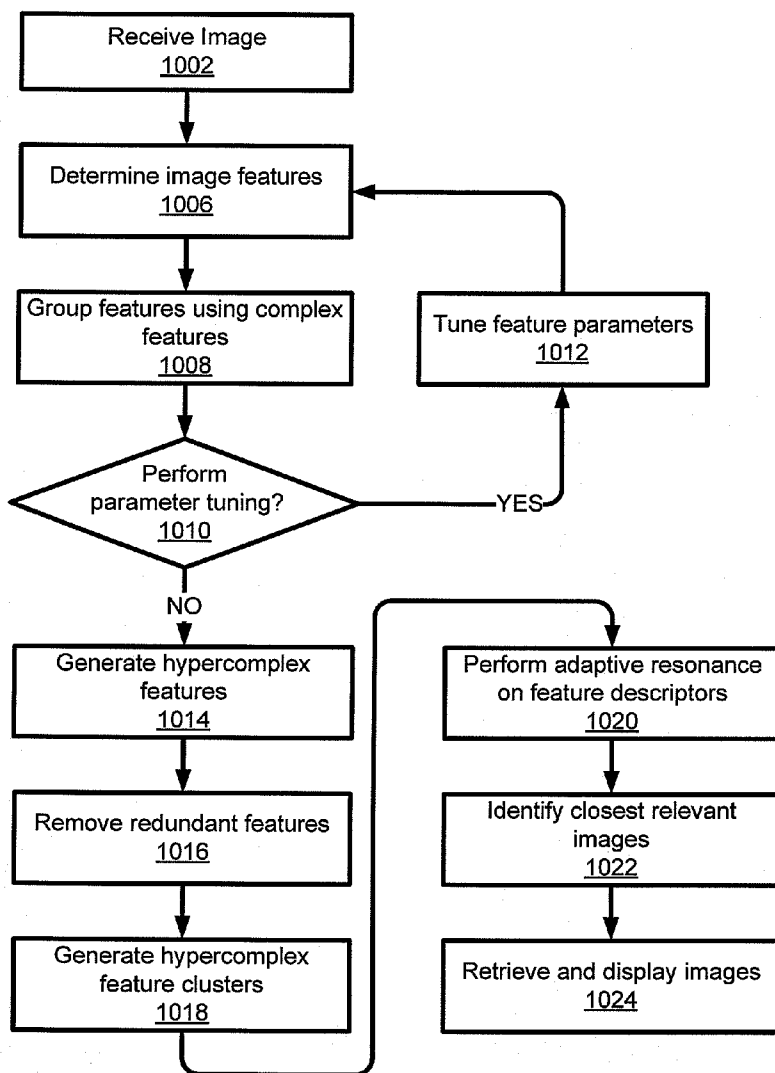 Receive Image
1002
Determine image features
1006
Group features using complex
features
1008
Tune feature parameters
1012
Perform
parameter tuning?
1010
YES
NO
Generate hypercomplex
features
1014
Remove redundant features
1016
Generate hypercomplex
feature clusters
1018
Perform adaptive resonance
on feature descriptors
1020
Identify closest relevant
images
1022
Retrieve and display images
1024